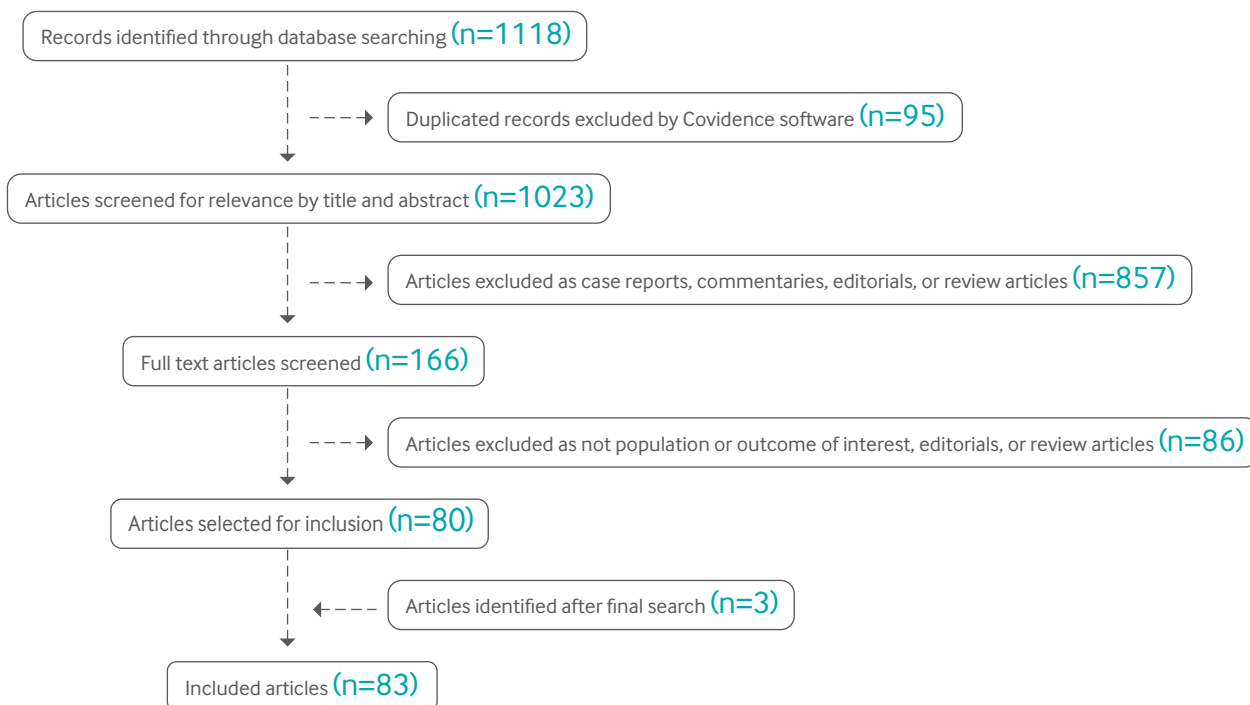 Records identified through database searching (n=1118)
Duplicated records excluded by Covidence software (n=95)
Articles screened for relevance by title and abstract (n=1023)
Articles excluded as case reports, commentaries, editorials, or review articles (n=857)
Full text articles screened (n=166)
Articles excluded as not population or outcome of interest, editorials, or review articles (n=86)
Articles selected for inclusion (n=80)
Articles identified after final search (n=3)
Included articles (n=83)